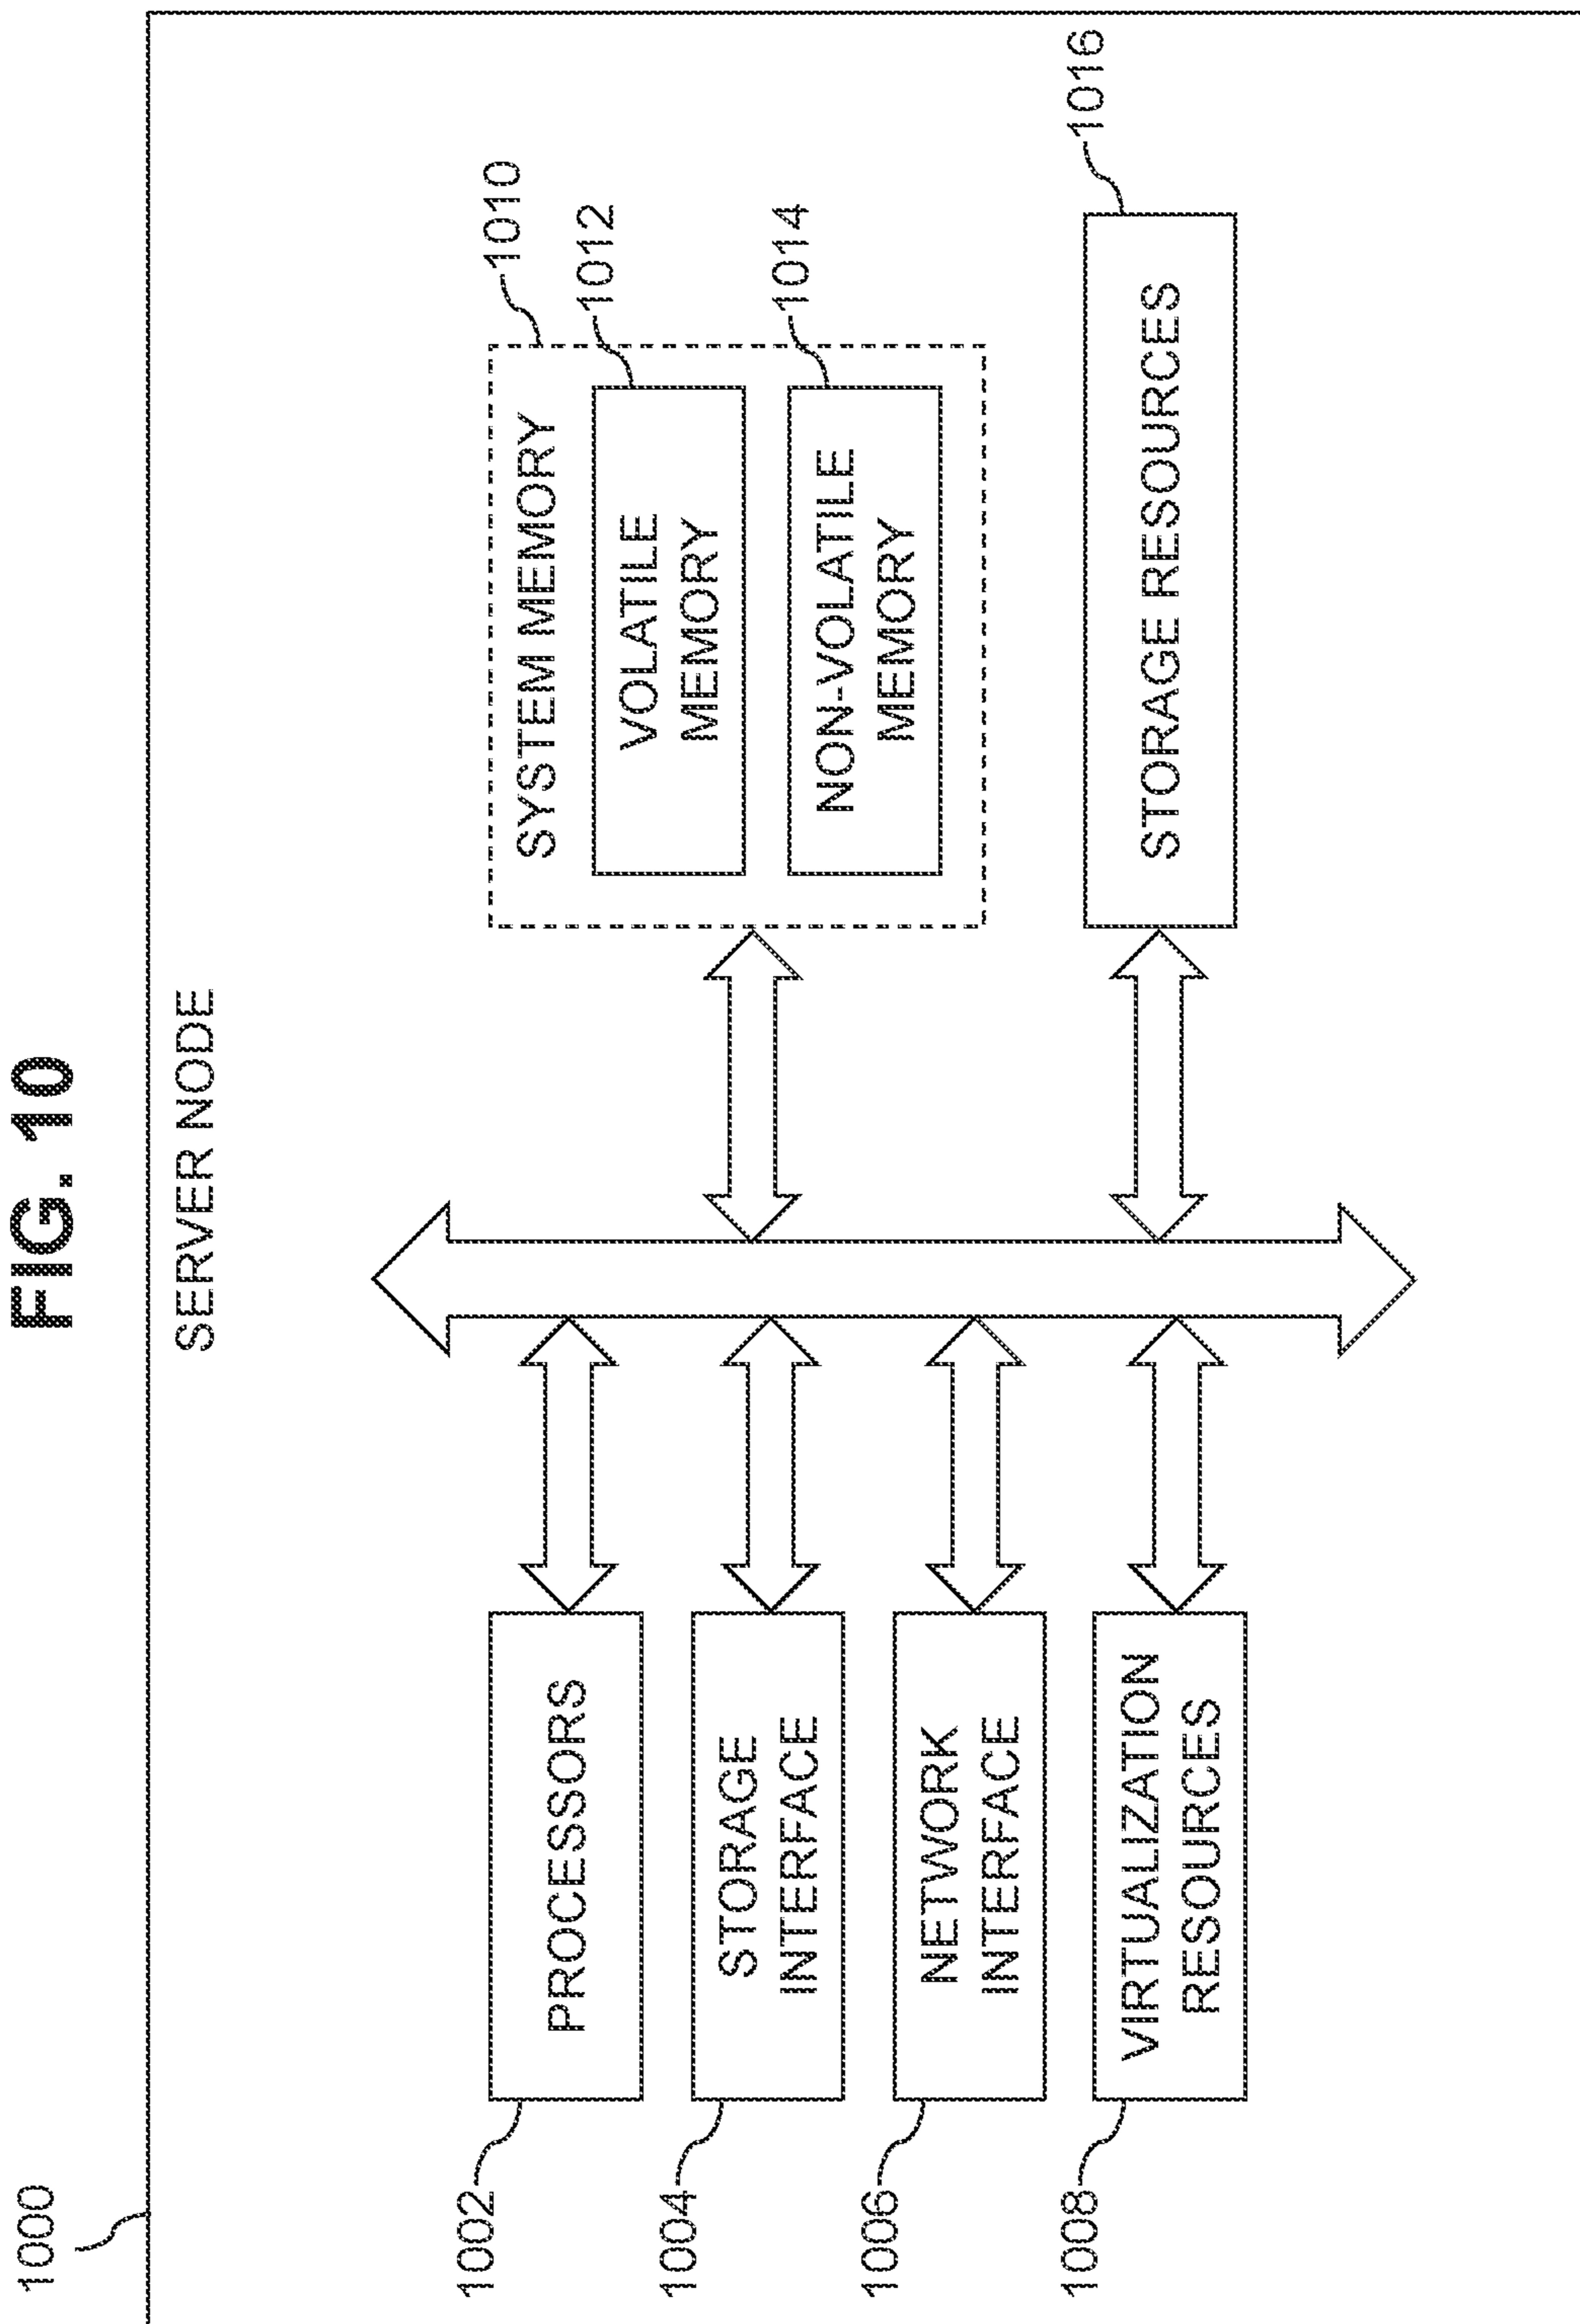 FIG. 10
1000
SERVER NODE
1002
PROCESSORS
1004
STORAGE
INTERFACE
1006
NETWORK
INTERFACE
1008
VIRTUALIZATION
RESOURCES
1010
SYSTEM MEMORY
1012
VOLATILE
MEMORY
1014
NON-VOLATILE
MEMORY
1016
STORAGE RESOURCES